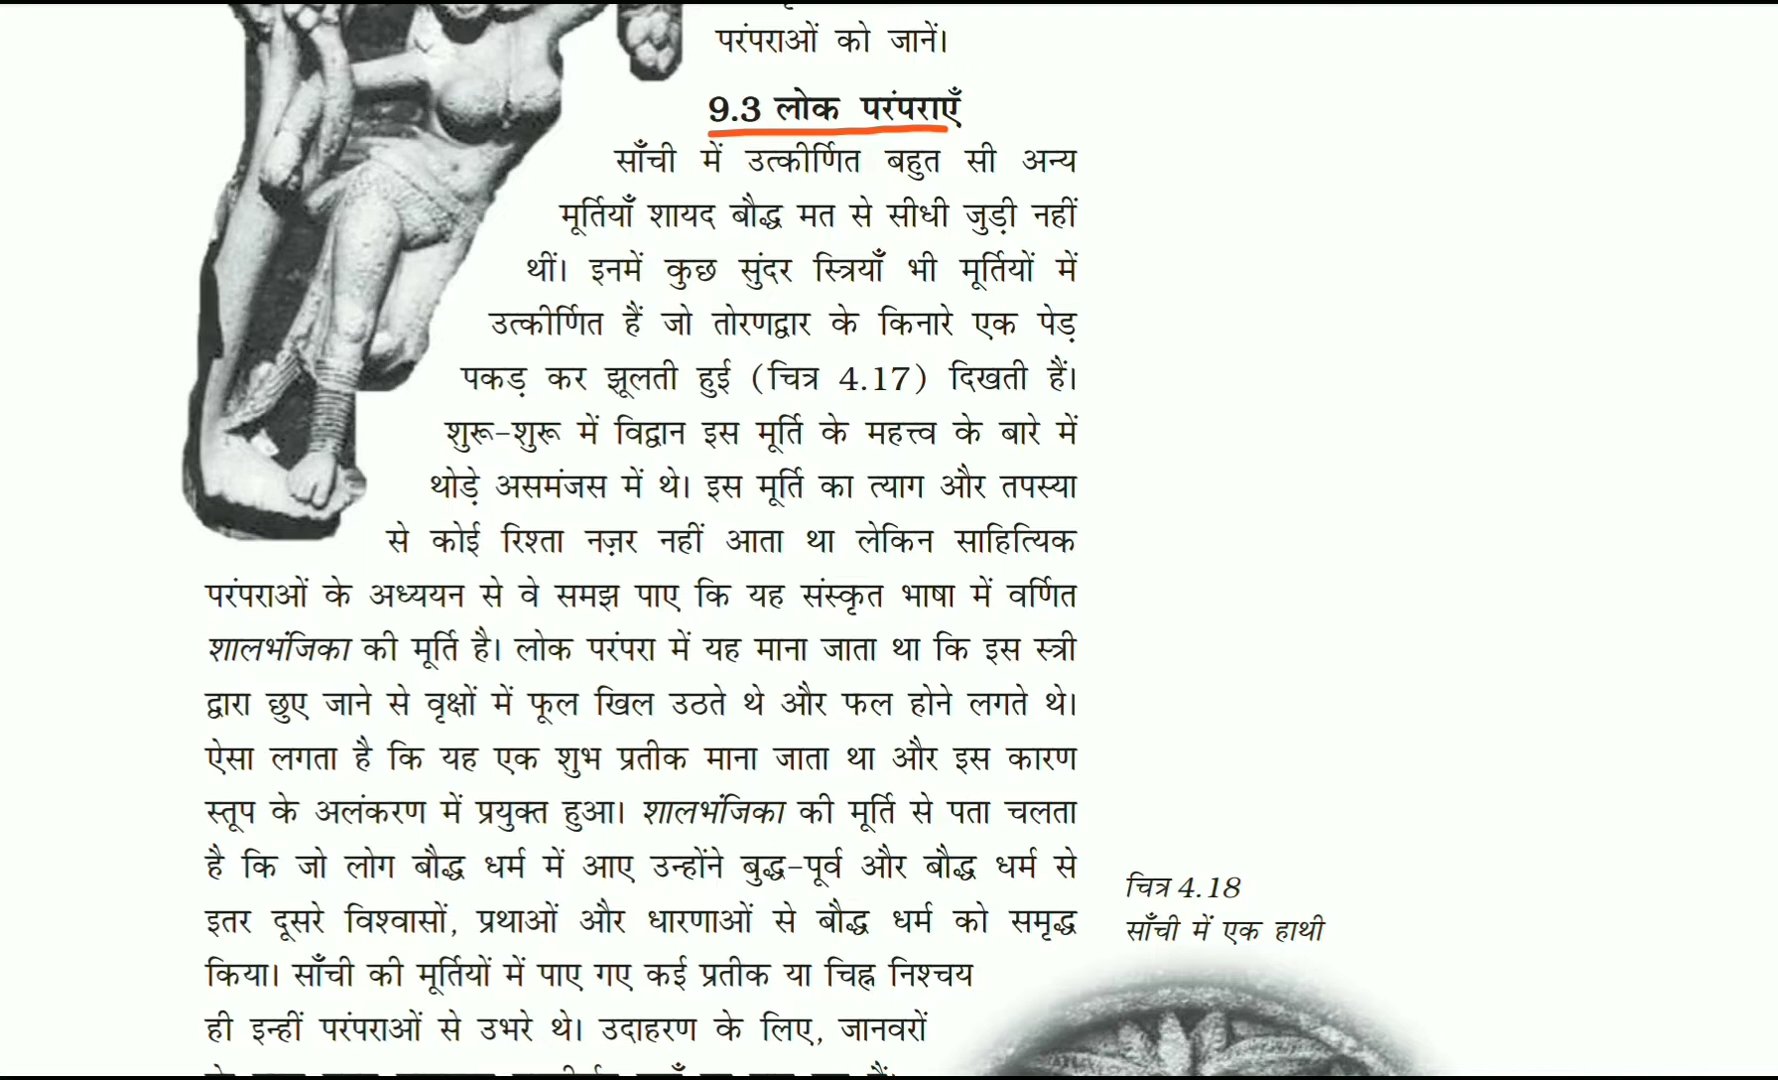 परंपराओं को जानें।
9.3 लोक परंपराएँ
साँची में उत्कीर्णित बहुत सी अन्य
मूर्तियाँ शायद बौद्ध मत से सीधी जुड़ी नहीं
थीं। इनमें कुछ सुंदर स्त्रियाँ भी मूर्तियों में
उत्कीर्णित हैं जो तोरणद्वार के किनारे एक पेड़
पकड़ कर झूलती हुई (चित्र 4.17) दिखती हैं।
शुरू-शुरू में विद्वान इस मूर्ति के महत्त्व के बारे में
थोड़े असमंजस में थे। इस मूर्ति का त्याग और तपस्या
से कोई रिश्ता नज़र नहीं आता था लेकिन साहित्यिक
परंपराओं के अध्ययन से वे समझ पाए कि यह संस्कृत भाषा में वर्णित
शालभंजिका की मूर्ति है। लोक परंपरा में यह माना जाता था कि इस स्त्री
द्वारा छुए जाने से वृक्षों में फूल खिल उठते थे और फल होने लगते थे।
ऐसा लगता है कि यह एक शुभ प्रतीक माना जाता था और इस कारण
स्तूप के अलंकरण में प्रयुक्त हुआ। शालभंजिका की मूर्ति से पता चलता
है कि जो लोग बौद्ध धर्म में आए उन्होंने बुद्ध-पूर्व और बौद्ध धर्म से
इतर दूसरे विश्वासों, प्रथाओं और धारणाओं से बौद्ध धर्म को समृद्ध
किया। साँची की मूर्तियों में पाए गए कई प्रतीक या चिह्न निश्चय
ही इन्हीं परंपराओं से उभरे थे। उदाहरण के लिए, जानवरों
चित्र 4.18
साँची में एक हाथी